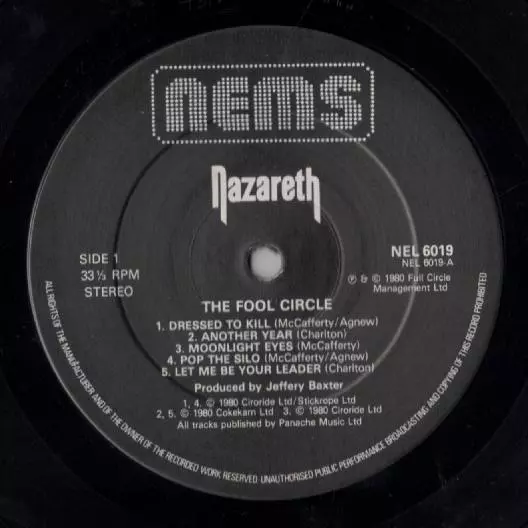 NEMS
Nazareth
SIDE 1
33⅓ RPM
STEREO
NEL 6019
NEL 6019-A
℗ & © 1980 Full Circle
Management Ltd
THE FOOL CIRCLE
1. DRESSED TO KILL (McCafferty/Agnew)
2. ANOTHER YEAR (Charlton)
3. MOONLIGHT EYES (McCafferty)
4. POP THE SILO (McCafferty/Agnew)
5. LET ME BE YOUR LEADER (Charlton)
Produced by Jeffery Baxter
1, 4. © 1980 Ciroride Ltd/Stickrope Ltd
2, 5. © 1980 Cokekam Ltd 3. © 1980 Ciroride Ltd
All tracks published by Panache Music Ltd
ALL RIGHTS OF THE MANUFACTURER AND OF THE OWNER OF THE RECORDED WORK RESERVED UNAUTHORISED PUBLIC PERFORMANCE BROADCASTING AND COPYING OF THIS RECORD PROHIBITED